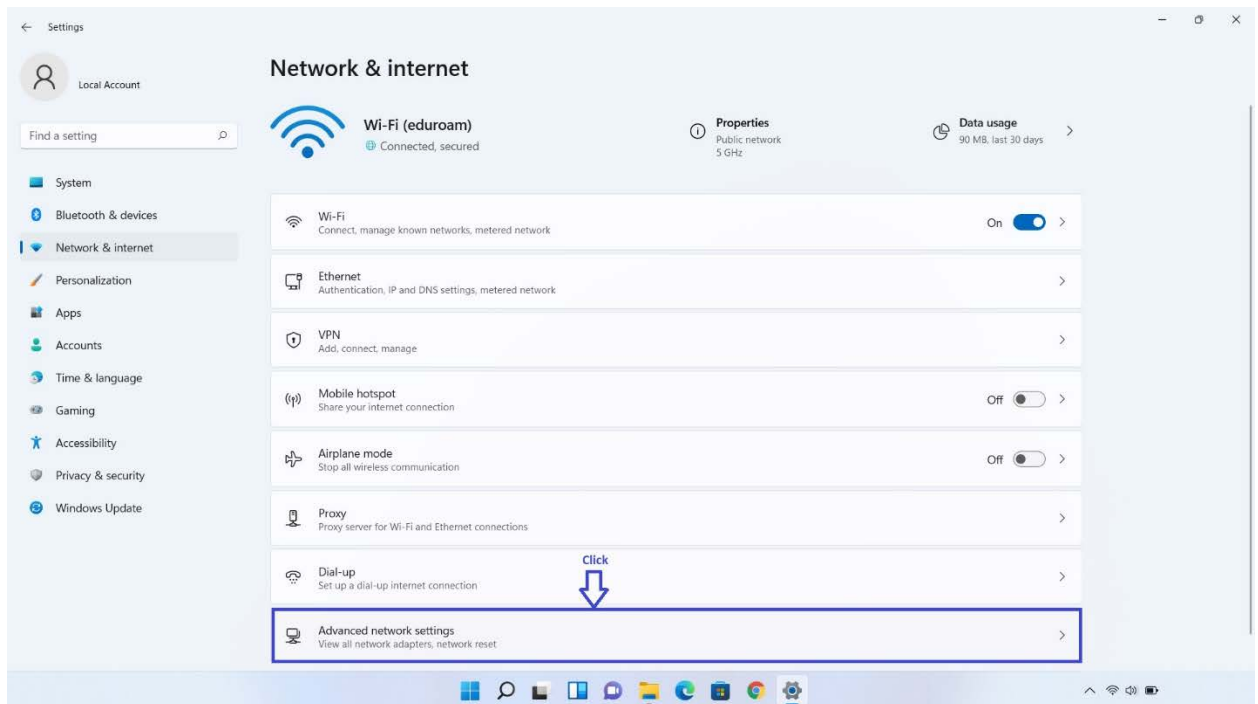 Settings
Local Account
Find a setting
System
Bluetooth & devices
Network & internet
Personalization
Apps
Accounts
Time & language
Gaming
Accessibility
Privacy & security
Windows Update
Network & internet
Wi-Fi (eduroam)
Connected, secured
Properties
Public network
5 GHz
Data usage
90 MB, last 30 days
Wi-Fi
Connect, manage known networks, metered network
On
Ethernet
Authentication, IP and DNS settings, metered network
VPN
Add, connect, manage
Mobile hotspot
Share your internet connection
Off
Airplane mode
Stop all wireless communication
Off
Proxy
Proxy server for Wi-Fi and Ethernet connections
Dial-up
Set up a dial-up internet connection
Click
Advanced network settings
View all network adapters, network reset